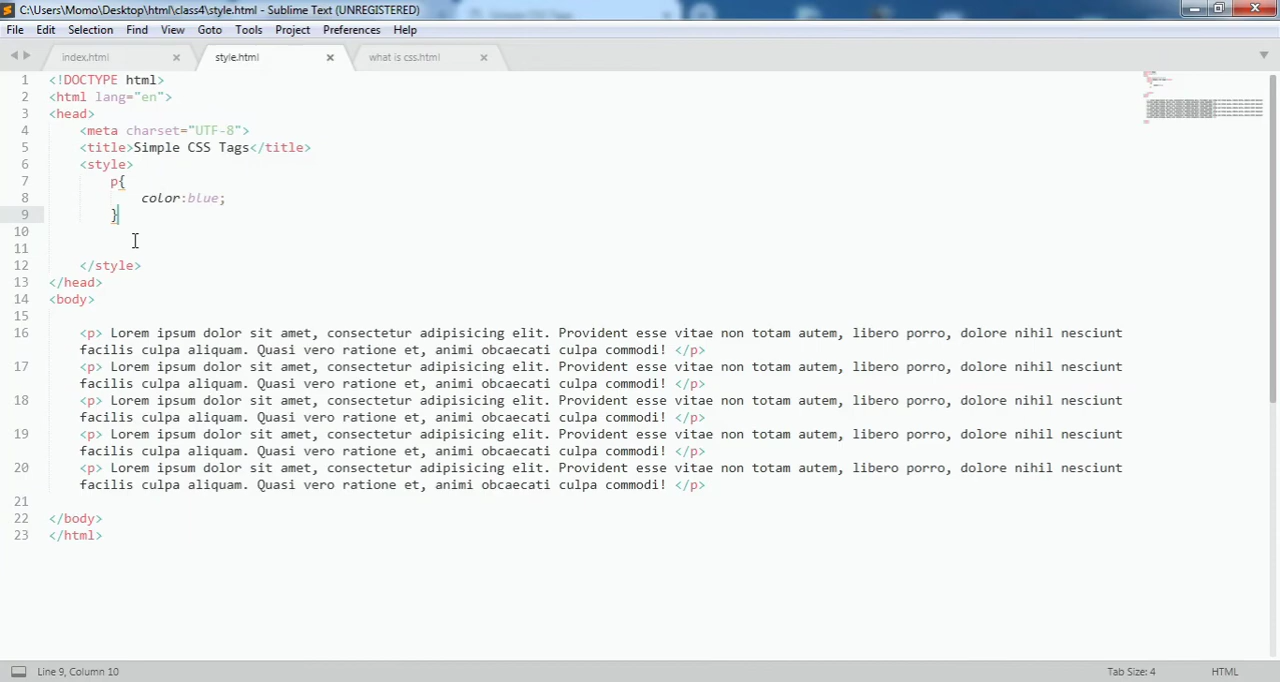 C:\Users\Momo\Desktop\html\class4\style.html - Sublime Text (UNREGISTERED)
File Edit Selection Find View Goto Tools Project Preferences Help
index.html style.html what is css.html
1 <!DOCTYPE html>
2 <html lang="en">
3 <head>
4 <meta charset="UTF-8">
5 <title>Simple CSS Tags</title>
6 <style>
7 p{
8 color:blue;
9 }
10
11
12 </style>
13 </head>
14 <body>
15
16 <p> Lorem ipsum dolor sit amet, consectetur adipisicing elit. Provident esse vitae non totam autem, libero porro, dolore nihil nesciunt
facilis culpa aliquam. Quasi vero ratione et, animi obcaecati culpa commodi! </p>
17 <p> Lorem ipsum dolor sit amet, consectetur adipisicing elit. Provident esse vitae non totam autem, libero porro, dolore nihil nesciunt
facilis culpa aliquam. Quasi vero ratione et, animi obcaecati culpa commodi! </p>
18 <p> Lorem ipsum dolor sit amet, consectetur adipisicing elit. Provident esse vitae non totam autem, libero porro, dolore nihil nesciunt
facilis culpa aliquam. Quasi vero ratione et, animi obcaecati culpa commodi! </p>
19 <p> Lorem ipsum dolor sit amet, consectetur adipisicing elit. Provident esse vitae non totam autem, libero porro, dolore nihil nesciunt
facilis culpa aliquam. Quasi vero ratione et, animi obcaecati culpa commodi! </p>
20 <p> Lorem ipsum dolor sit amet, consectetur adipisicing elit. Provident esse vitae non totam autem, libero porro, dolore nihil nesciunt
facilis culpa aliquam. Quasi vero ratione et, animi obcaecati culpa commodi! </p>
21
22 </body>
23 </html>
Line 9, Column 10 Tab Size: 4 HTML